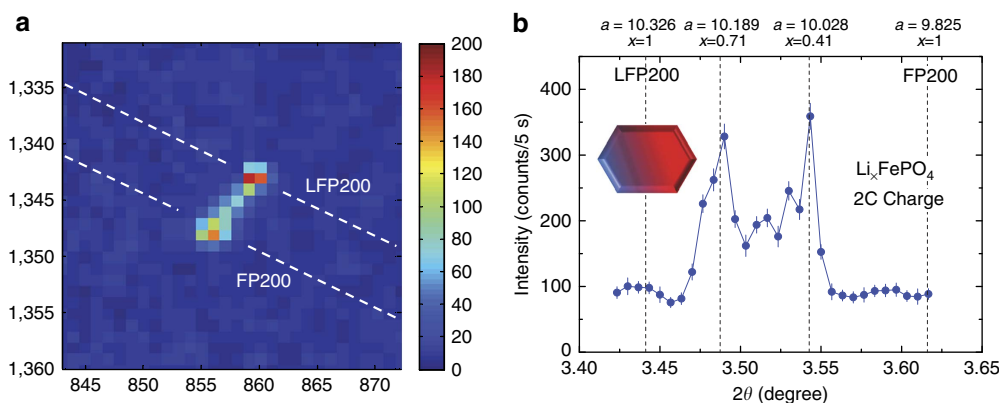 a
1,335
1,340
1,345
1,350
1,355
1,360
845 850 855 860 865 870
LFP200
FP200
200
180
160
140
120
100
80
60
40
20
0
b
a = 10.326 a = 10.189 a = 10.028 a = 9.825
x=1 x=0.71 x=0.41 x=1
LFP200 FP200
LixFePO4
2C Charge
Intensity (conunts/5 s)
400
300
200
100
0
3.40 3.45 3.50 3.55 3.60 3.65
2θ (degree)